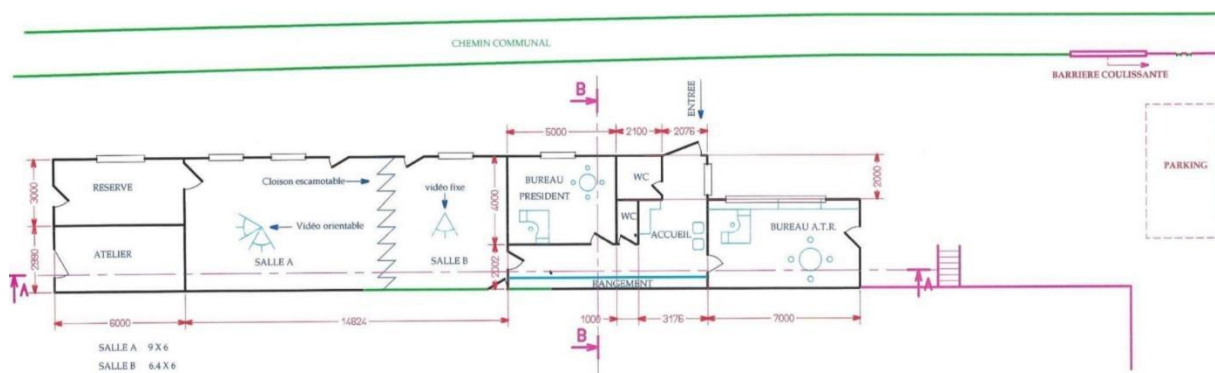 CHEMIN COMMUNAL
BARRIERE COULISSANTE
B
ENTREE
5000
2100
2076
RESERVE
Cloison escamotable
vidéo fixe
BUREAU
PRESIDENT
WC
WC
2000
PARKING
3000
4000
Vidéo orientable
ACCUEIL
BUREAU A.T.R.
ATELIER
SALLE A
SALLE B
2990
2002
RANGEMENT
A
A
6000
14824
1000
3176
7000
B
SALLE A 9 X 6
SALLE B 6.4 X 6